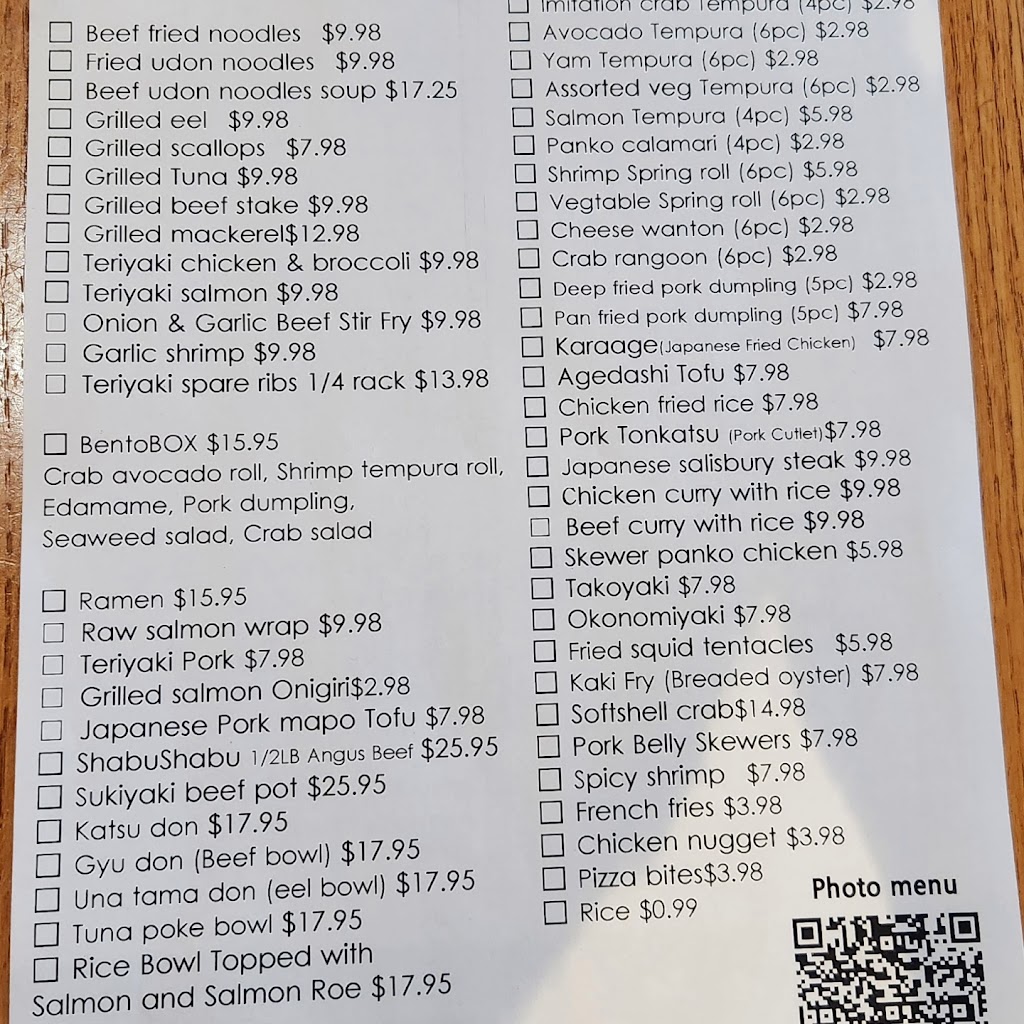 Beef fried noodles $9.98
Fried udon noodles $9.98
Beef udon noodles soup $17.25
Grilled eel $9.98
Grilled scallops $7.98
Grilled Tuna $9.98
Grilled beef stake $9.98
Grilled mackerel$12.98
Teriyaki chicken & broccoli $9.98
Teriyaki salmon $9.98
Onion & Garlic Beef Stir Fry $9.98
Garlic shrimp $9.98
Teriyaki spare ribs 1/4 rack $13.98
BentoBOX $15.95
Crab avocado roll, Shrimp tempura roll,
Edamame, Pork dumpling,
Seaweed salad, Crab salad
Ramen $15.95
Raw salmon wrap $9.98
Teriyaki Pork $7.98
Grilled salmon Onigiri$2.98
Japanese Pork mapo Tofu $7.98
ShabuShabu 1/2LB Angus Beef $25.95
Sukiyaki beef pot $25.95
Katsu don $17.95
Gyu don (Beef bowl) $17.95
Una tama don (eel bowl) $17.95
Tuna poke bowl $17.95
Rice Bowl Topped with
Salmon and Salmon Roe $17.95
Imitation crab Tempura (4pc) $2.98
Avocado Tempura (6pc) $2.98
Yam Tempura (6pc) $2.98
Assorted veg Tempura (6pc) $2.98
Salmon Tempura (4pc) $5.98
Panko calamari (4pc) $2.98
Shrimp Spring roll (6pc) $5.98
Vegtable Spring roll (6pc) $2.98
Cheese wanton (6pc) $2.98
Crab rangoon (6pc) $2.98
Deep fried pork dumpling (5pc) $2.98
Pan fried pork dumpling (5pc) $7.98
Karaage(Japanese Fried Chicken) $7.98
Agedashi Tofu $7.98
Chicken fried rice $7.98
Pork Tonkatsu (Pork Cutlet)$7.98
Japanese salisbury steak $9.98
Chicken curry with rice $9.98
Beef curry with rice $9.98
Skewer panko chicken $5.98
Takoyaki $7.98
Okonomiyaki $7.98
Fried squid tentacles $5.98
Kaki Fry (Breaded oyster) $7.98
Softshell crab$14.98
Pork Belly Skewers $7.98
Spicy shrimp $7.98
French fries $3.98
Chicken nugget $3.98
Pizza bites$3.98
Rice $0.99
Photo menu